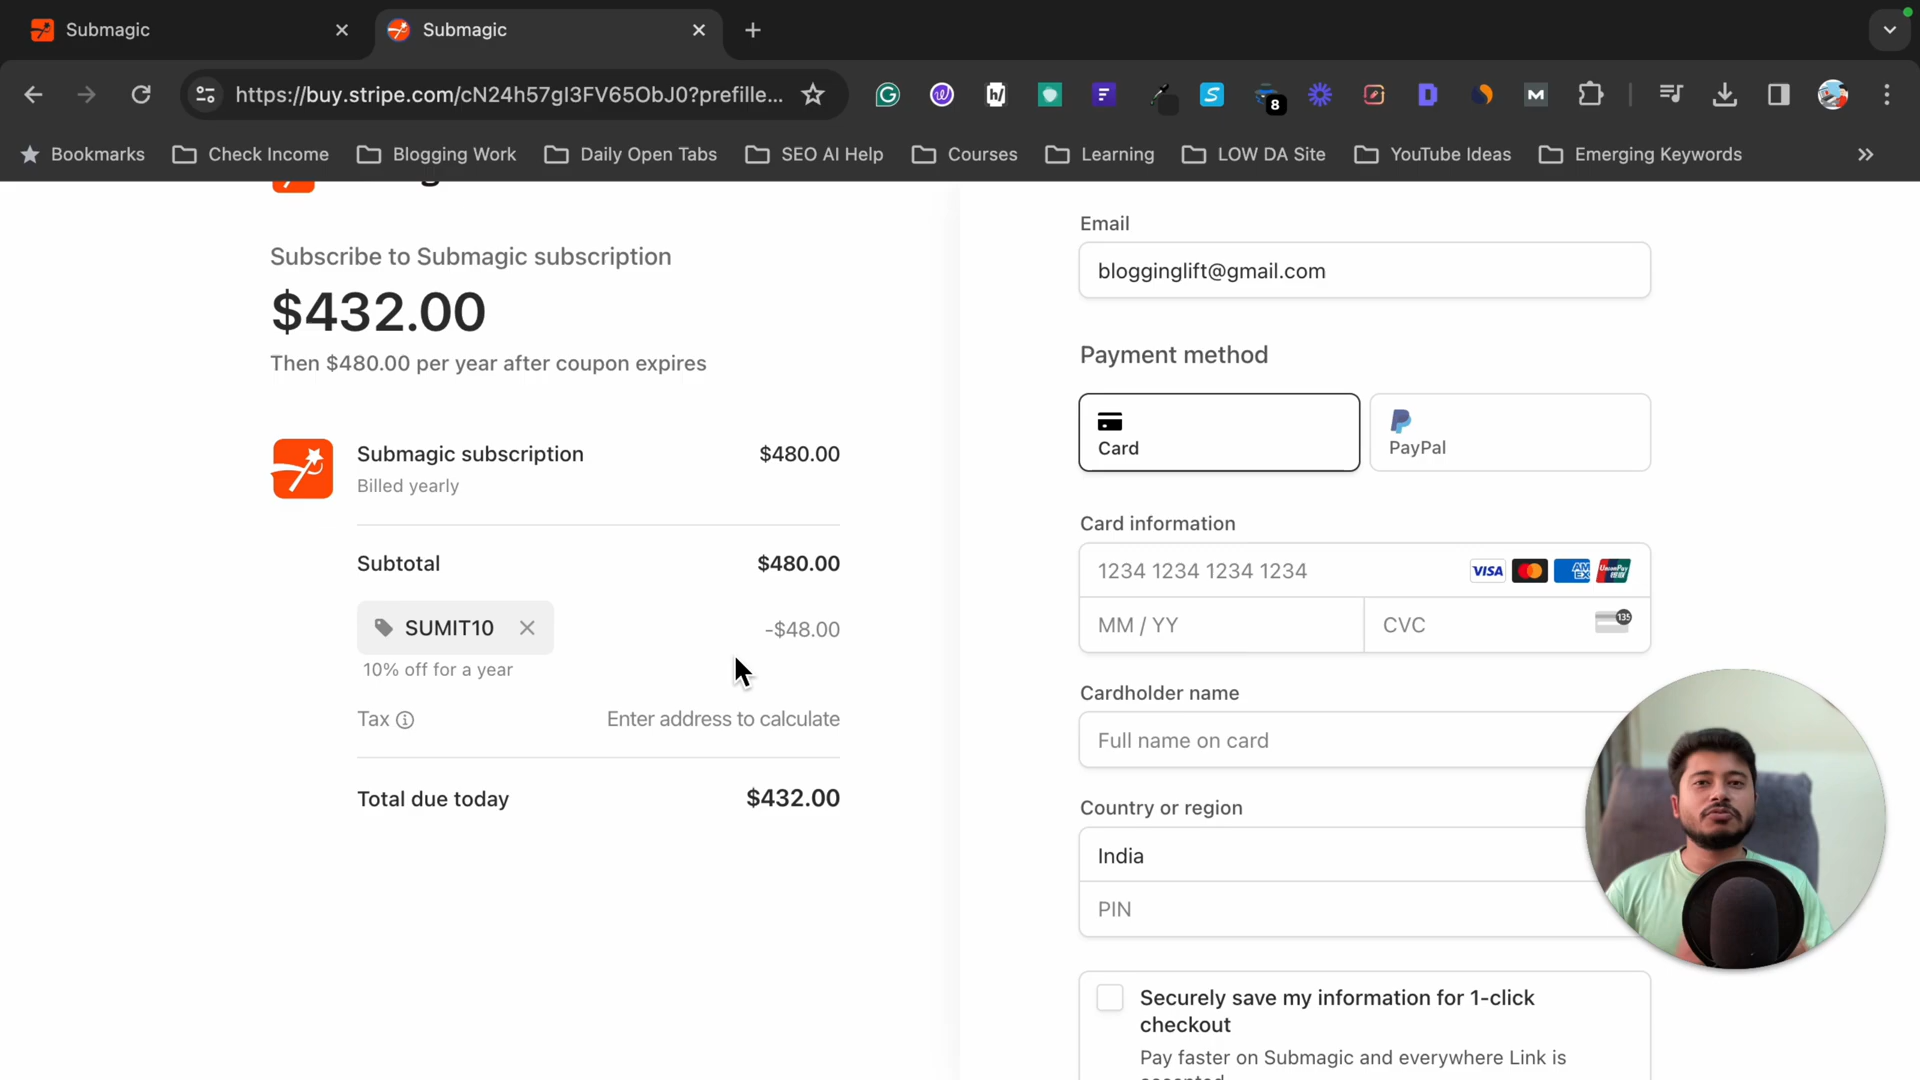 Submagic
Submagic
https://buy.stripe.com/cN24h57gI3FV65ObJ0?prefille...
8
Bookmarks
Check Income
Blogging Work
Daily Open Tabs
SEO AI Help
Courses
Learning
LOW DA Site
YouTube Ideas
Emerging Keywords
Subscribe to Submagic subscription
$432.00
Then $480.00 per year after coupon expires
Submagic subscription $480.00
Billed yearly
Subtotal $480.00
SUMIT10 -$48.00
10% off for a year
Tax Enter address to calculate
Total due today $432.00
Email
blogginglift@gmail.com
Payment method
Card
PayPal
Card information
1234 1234 1234 1234 VISA AMEX UnionPay
MM / YY CVC 135
Cardholder name
Full name on card
Country or region
India
PIN
Securely save my information for 1-click
checkout
Pay faster on Submagic and everywhere Link is